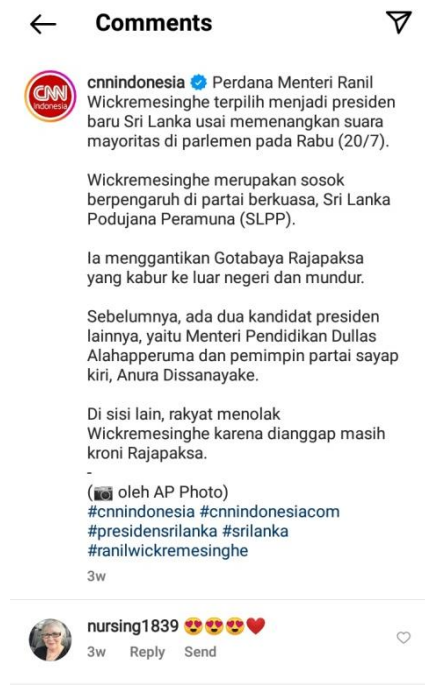 Comments
CNN
Indonesia
cnnindonesia Perdana Menteri Ranil
Wickremesinghe terpilih menjadi presiden
baru Sri Lanka usai memenangkan suara
mayoritas di parlemen pada Rabu (20/7).
Wickremesinghe merupakan sosok
berpengaruh di partai berkuasa, Sri Lanka
Podujana Peramuna (SLPP).
Ia menggantikan Gotabaya Rajapaksa
yang kabur ke luar negeri dan mundur.
Sebelumnya, ada dua kandidat presiden
lainnya, yaitu Menteri Pendidikan Dullas
Alahapperuma dan pemimpin partai sayap
kiri, Anura Dissanayake.
Di sisi lain, rakyat menolak
Wickremesinghe karena dianggap masih
kroni Rajapaksa.
-
(📷 oleh AP Photo)
#cnnindonesia #cnnindonesiacom
#presidensrilanka #srilanka
#ranilwickremesinghe
3w
nursing1839 😍😍😍❤️
3w Reply Send